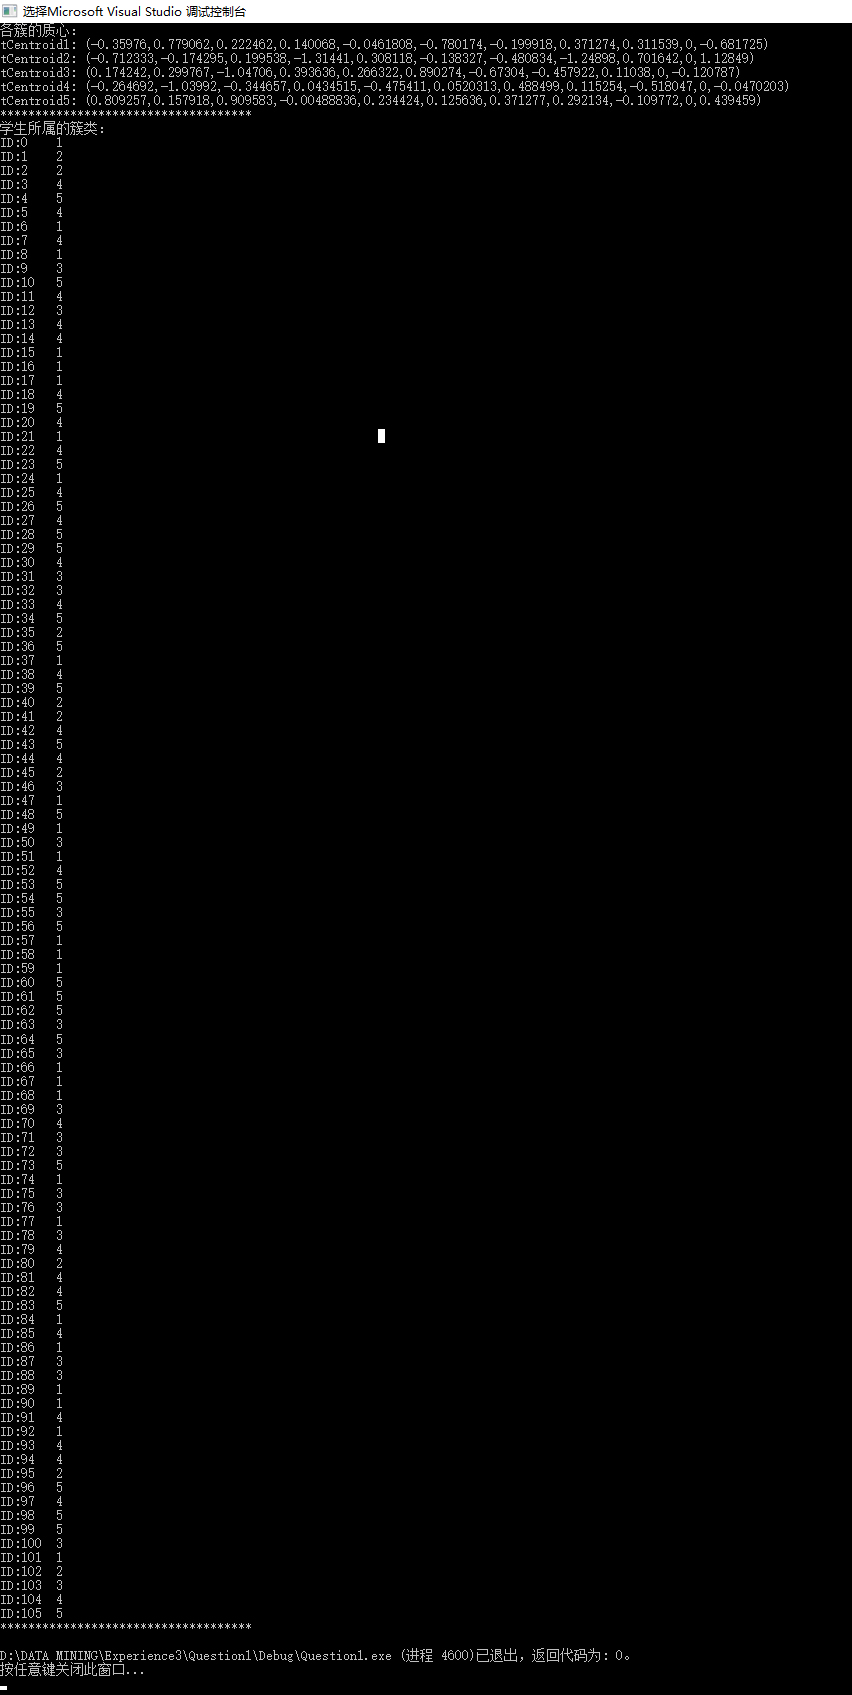 选择Microsoft Visual Studio 调试控制台
各簇的质心：
tCentroid1: (-0.35976,0.779062,0.222462,0.140068,-0.0461808,-0.780174,-0.199918,0.371274,0.311539,0,-0.681725)
tCentroid2: (-0.712333,-0.174295,0.199538,-1.31441,0.308118,-0.138327,-0.480834,-1.24898,0.701642,0,1.12849)
tCentroid3: (0.174242,0.299767,-1.04706,0.393636,0.266322,0.890274,-0.67304,-0.457922,0.11038,0,-0.120787)
tCentroid4: (-0.264692,-1.03992,-0.344657,0.0434515,-0.475411,0.0520313,0.488499,0.115254,-0.518047,0,-0.0470203)
tCentroid5: (0.809257,0.157918,0.909583,-0.00488836,0.234424,0.125636,0.371277,0.292134,-0.109772,0,0.439459)
************************************
学生所属的簇类：
ID:0 1
ID:1 2
ID:2 2
ID:3 4
ID:4 5
ID:5 4
ID:6 1
ID:7 4
ID:8 1
ID:9 3
ID:10 5
ID:11 4
ID:12 3
ID:13 4
ID:14 4
ID:15 1
ID:16 1
ID:17 1
ID:18 4
ID:19 5
ID:20 4
ID:21 1
ID:22 4
ID:23 5
ID:24 1
ID:25 4
ID:26 5
ID:27 4
ID:28 5
ID:29 5
ID:30 4
ID:31 3
ID:32 3
ID:33 4
ID:34 5
ID:35 2
ID:36 5
ID:37 1
ID:38 4
ID:39 5
ID:40 2
ID:41 2
ID:42 4
ID:43 5
ID:44 4
ID:45 2
ID:46 3
ID:47 1
ID:48 5
ID:49 1
ID:50 3
ID:51 1
ID:52 4
ID:53 5
ID:54 5
ID:55 3
ID:56 5
ID:57 1
ID:58 1
ID:59 1
ID:60 5
ID:61 5
ID:62 5
ID:63 3
ID:64 5
ID:65 3
ID:66 1
ID:67 1
ID:68 1
ID:69 3
ID:70 4
ID:71 3
ID:72 3
ID:73 5
ID:74 1
ID:75 3
ID:76 3
ID:77 1
ID:78 3
ID:79 4
ID:80 2
ID:81 4
ID:82 4
ID:83 5
ID:84 1
ID:85 4
ID:86 1
ID:87 3
ID:88 3
ID:89 1
ID:90 1
ID:91 4
ID:92 1
ID:93 4
ID:94 4
ID:95 2
ID:96 5
ID:97 4
ID:98 5
ID:99 5
ID:100 3
ID:101 1
ID:102 2
ID:103 3
ID:104 4
ID:105 5
************************************
D:\DATA MINING\Experience3\Question1\Debug\Question1.exe (进程 4600)已退出，返回代码为: 0。
按任意键关闭此窗口...